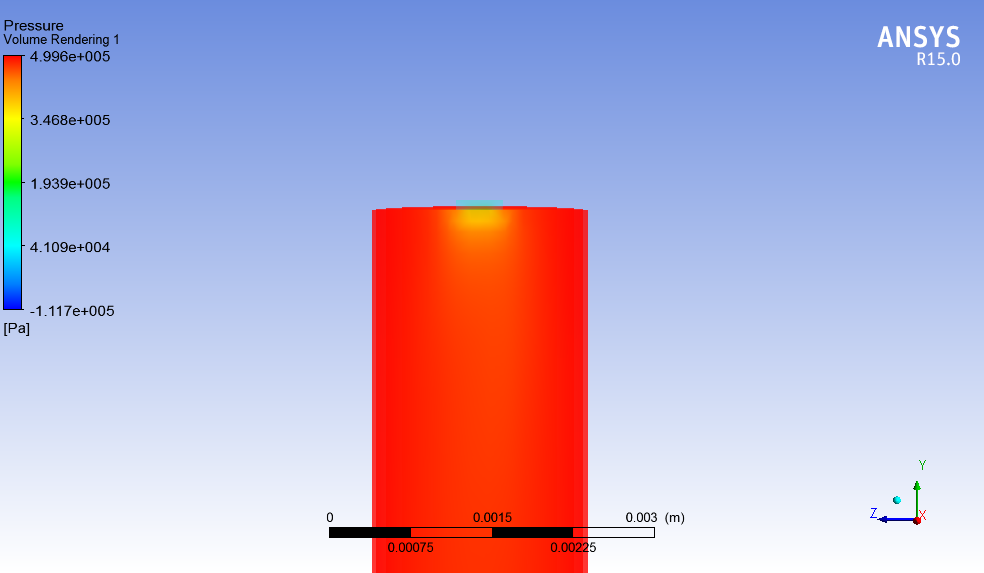 Pressure
Volume Rendering 1
4.996e+005
3.468e+005
1.939e+005
4.109e+004
-1.117e+005
[Pa]
ANSYS
R15.0
0 0.0015 0.003 (m)
0.00075 0.00225
Y
Z X